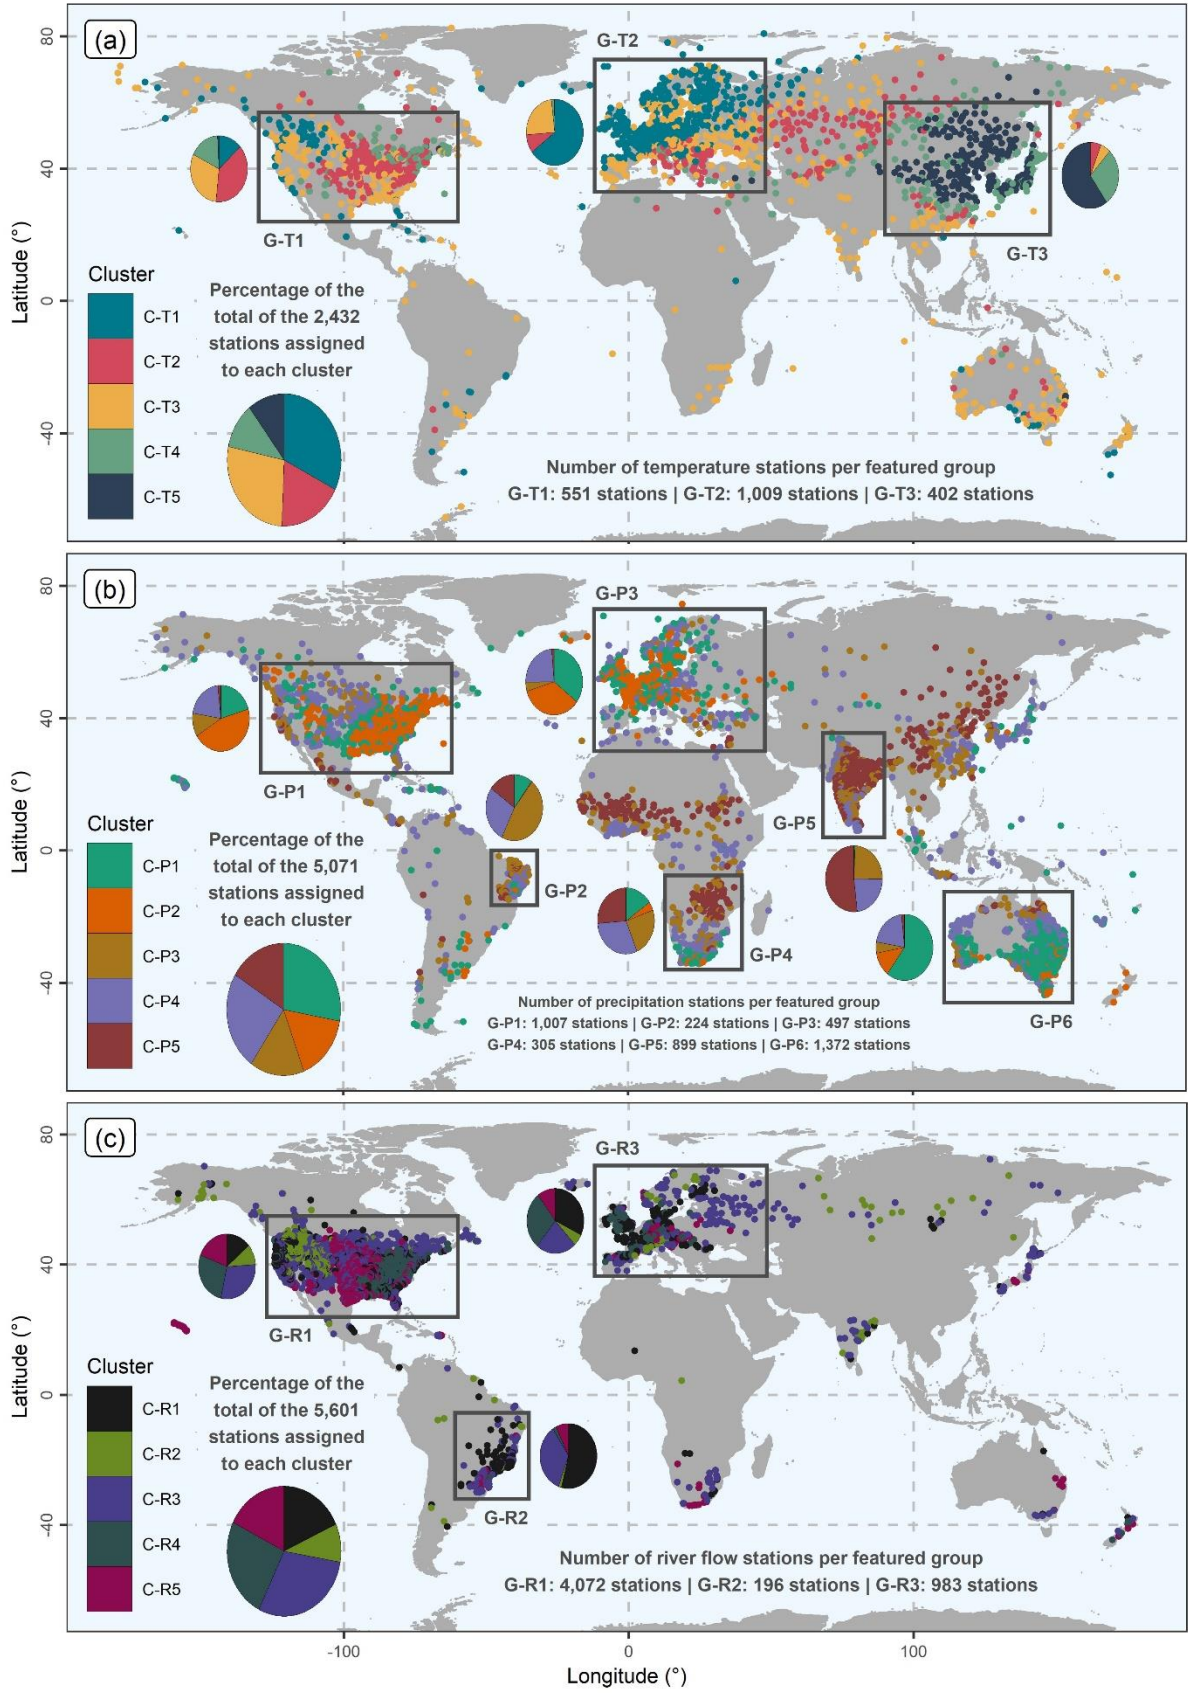 (a)
80
40
0
-40
Latitude (°)
G-T2
G-T1
G-T3
Cluster
C-T1
C-T2
C-T3
C-T4
C-T5
Percentage of the
total of the 2,432
stations assigned
to each cluster
Number of temperature stations per featured group
G-T1: 551 stations | G-T2: 1,009 stations | G-T3: 402 stations
(b)
80
40
0
-40
Latitude (°)
G-P3
G-P1
G-P5
G-P2
G-P4
G-P6
Cluster
C-P1
C-P2
C-P3
C-P4
C-P5
Percentage of the
total of the 5,071
stations assigned
to each cluster
Number of precipitation stations per featured group
G-P1: 1,007 stations | G-P2: 224 stations | G-P3: 497 stations
G-P4: 305 stations | G-P5: 899 stations | G-P6: 1,372 stations
(c)
80
40
0
-40
Latitude (°)
G-R3
G-R1
G-R2
Cluster
C-R1
C-R2
C-R3
C-R4
C-R5
Percentage of the
total of the 5,601
stations assigned
to each cluster
Number of river flow stations per featured group
G-R1: 4,072 stations | G-R2: 196 stations | G-R3: 983 stations
-100
0
100
Longitude (°)